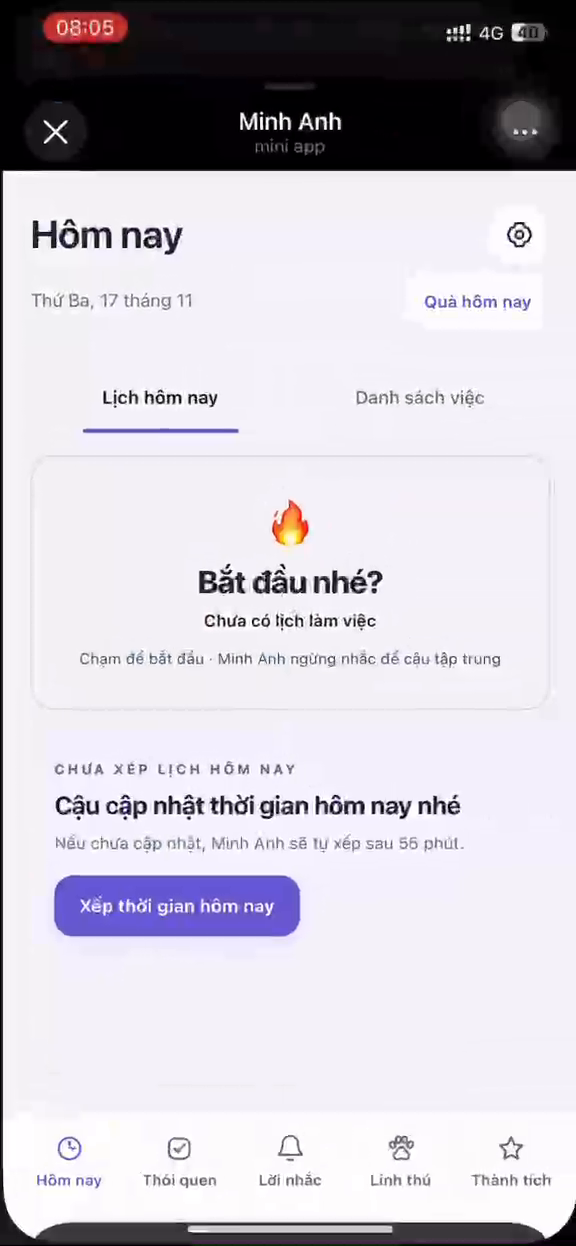 08:05
4G 40
Minh Anh
mini app
Hôm nay
Thứ Ba, 17 tháng 11
Quà hôm nay
Lịch hôm nay
Danh sách việc
Bắt đầu nhé?
Chưa có lịch làm việc
Chạm để bắt đầu · Minh Anh ngừng nhắc để cậu tập trung
CHƯA XẾP LỊCH HÔM NAY
Cậu cập nhật thời gian hôm nay nhé
Nếu chưa cập nhật, Minh Anh sẽ tự xếp sau 55 phút.
Xếp thời gian hôm nay
Hôm nay
Thói quen
Lời nhắc
Linh thú
Thành tích